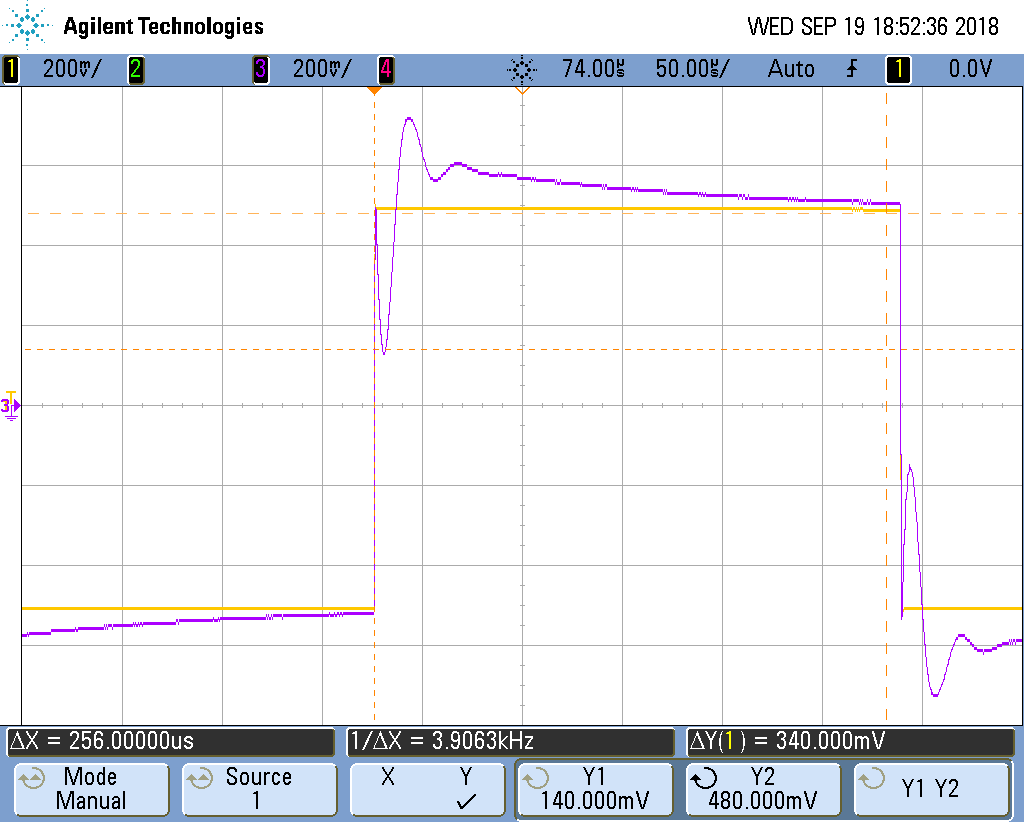 Agilent Technologies WED SEP 19 18:52:36 2018
1 200mV/ 2 3 200mV/ 4 74.00µs 50.00µs/ Auto 1 0.0V
T
3
ΔX = 256.00000us 1/ΔX = 3.9063kHz ΔY(1) = 340.000mV
Mode Source X Y Y1 Y2 Y1 Y2
Manual 1 ✓ 140.000mV 480.000mV